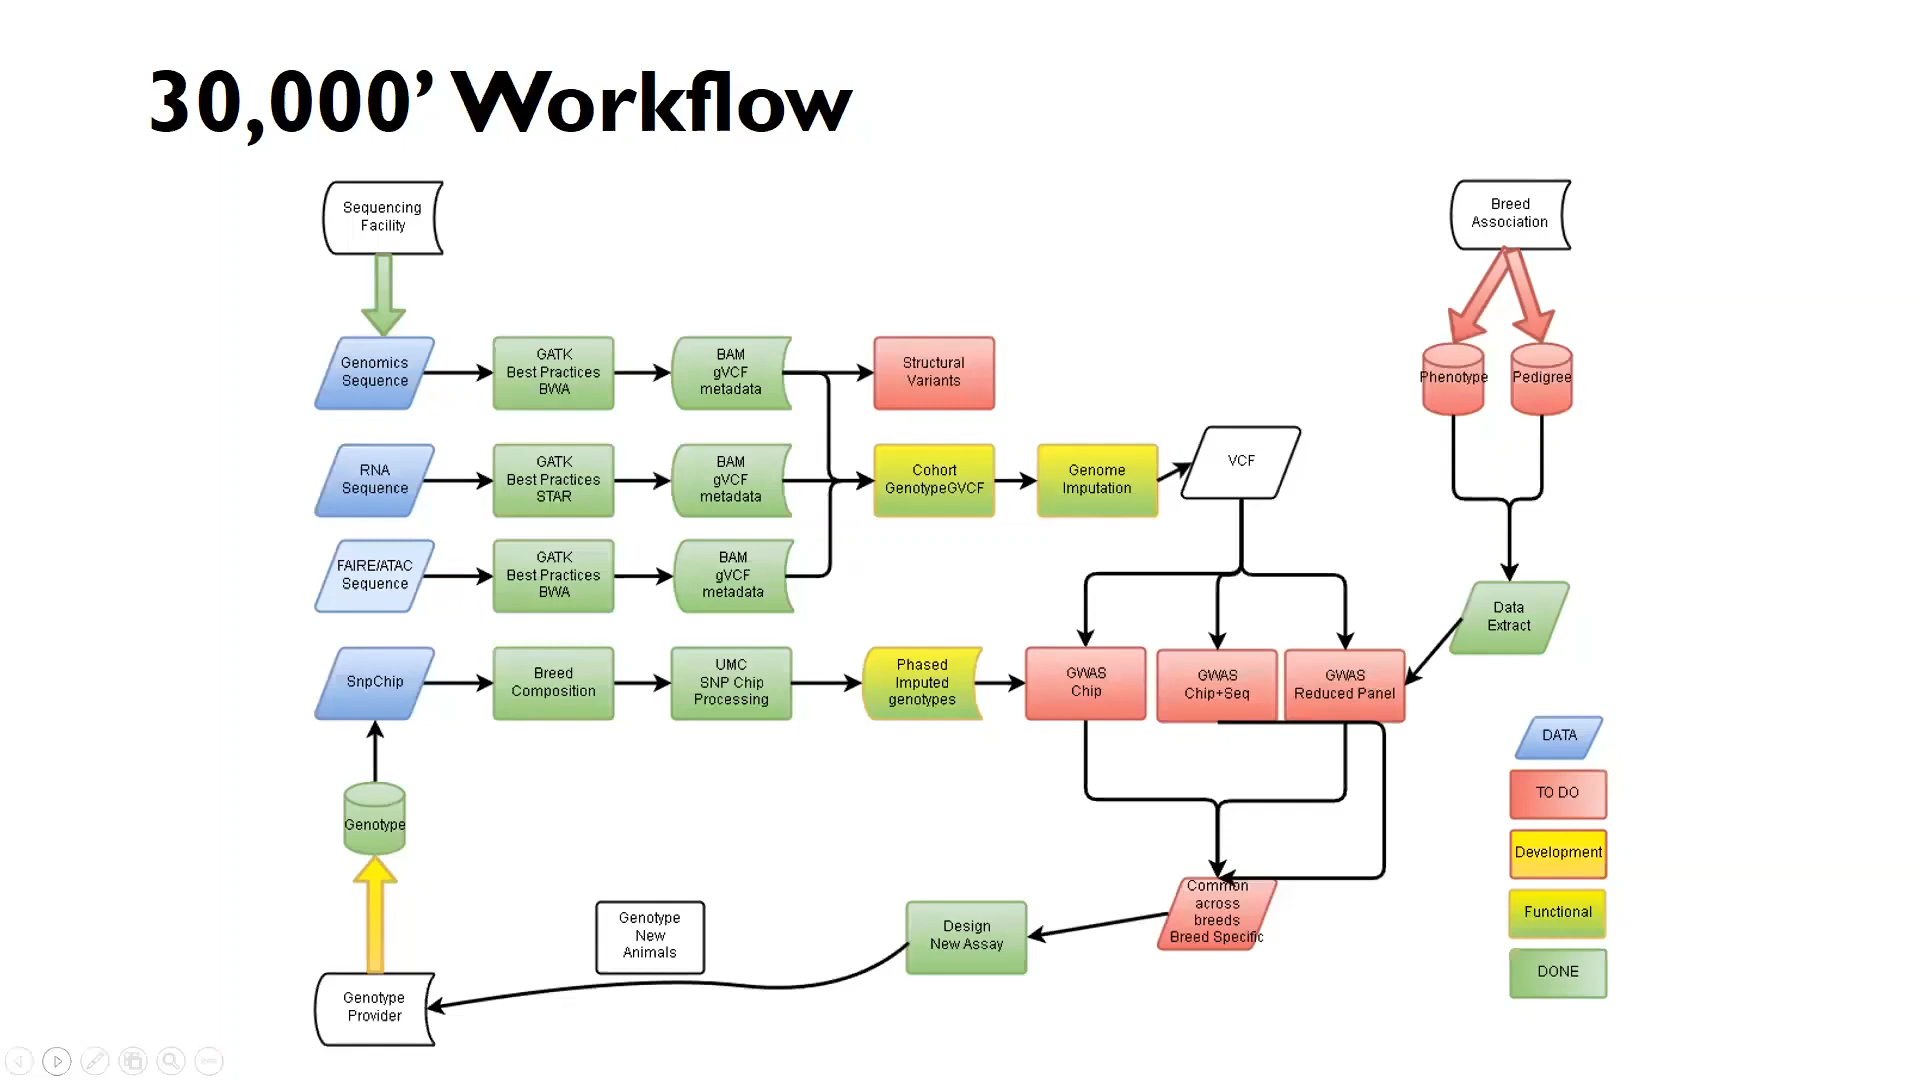 30,000’ Workflow
Sequencing
Facility
Breed
Association
Genomics
Sequence
GATK
Best Practices
BWA
BAM
gVCF
metadata
Structural
Variants
Phenotype
Pedigree
RNA
Sequence
GATK
Best Practices
STAR
BAM
gVCF
metadata
Cohort
GenotypeGVCF
Genome
Imputation
VCF
FAIRE/ATAC
Sequence
GATK
Best Practices
BWA
BAM
gVCF
metadata
Data
Extract
SnpChip
Breed
Composition
UMC
SNP Chip
Processing
Phased
Imputed
genotypes
GWAS
Chip
GWAS
Chip+Seq
GWAS
Reduced Panel
DATA
TO DO
Development
Functional
DONE
Genotype
Common
across
breeds
Breed Specific
Design
New Assay
Genotype
New
Animals
Genotype
Provider